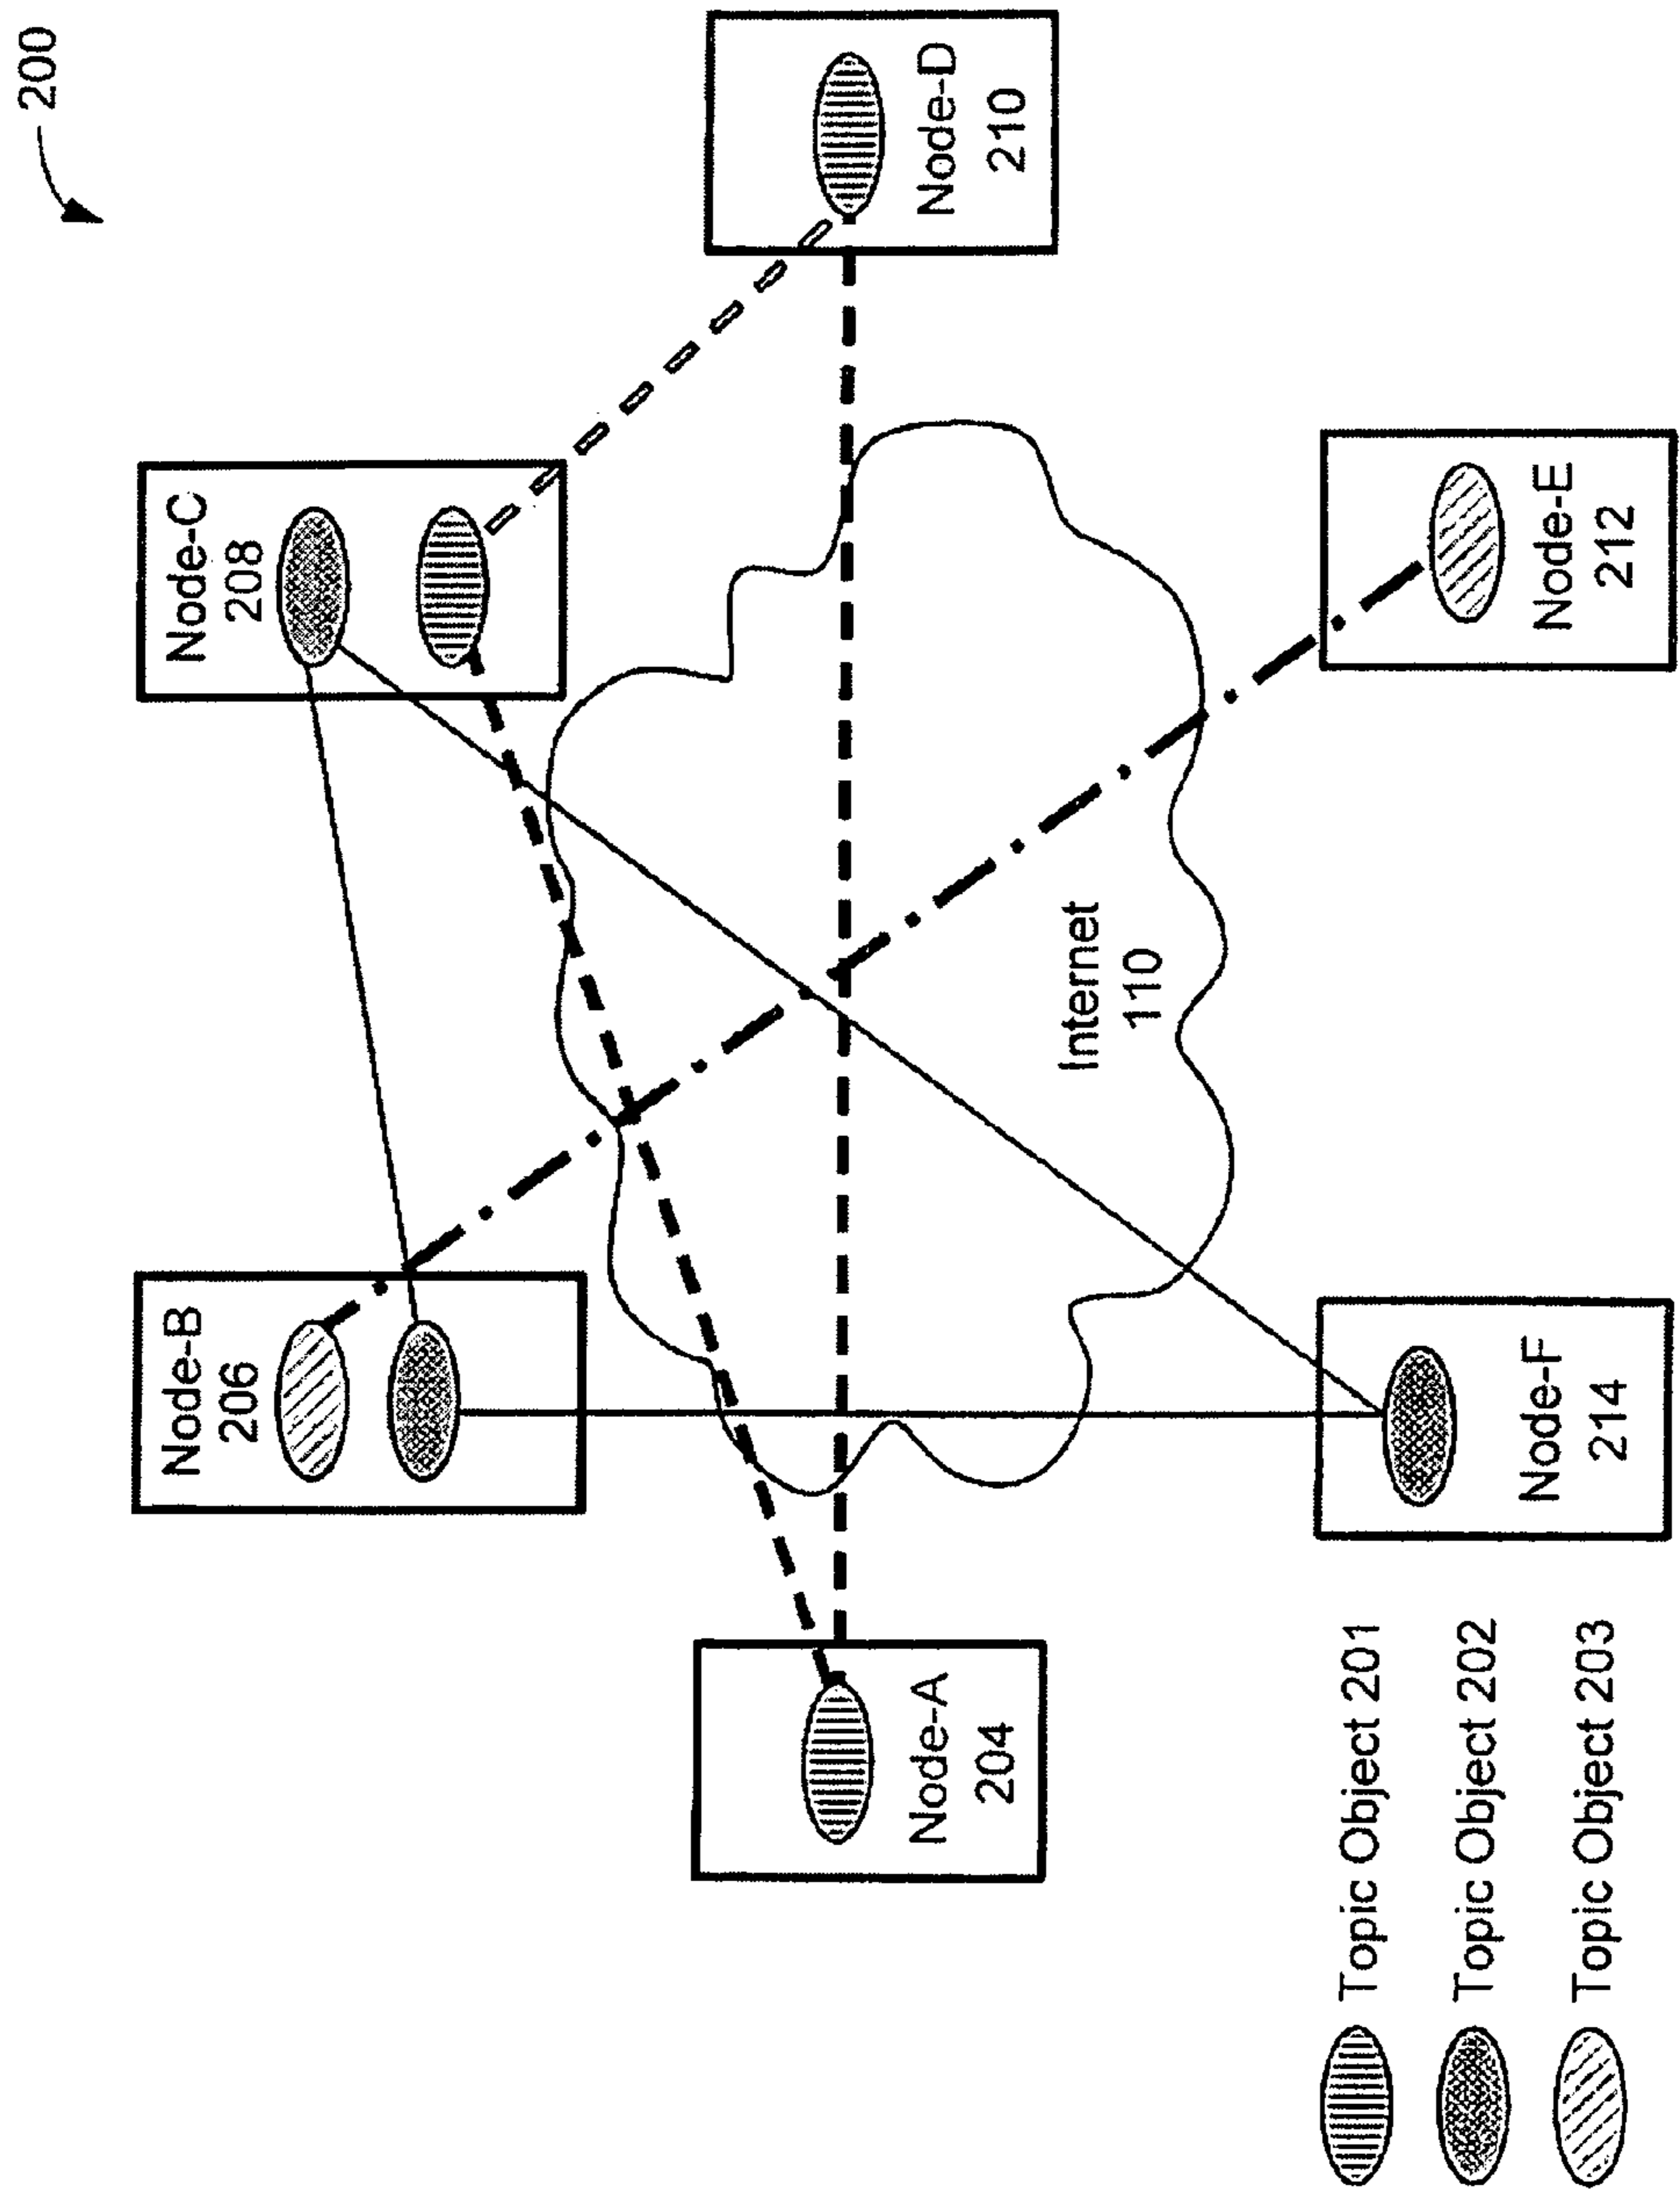 200
Node-B
206
Node-C
208
Node-A
204
Node-D
210
Internet
110
Node-F
214
Node-E
212
Topic Object 201
Topic Object 202
Topic Object 203